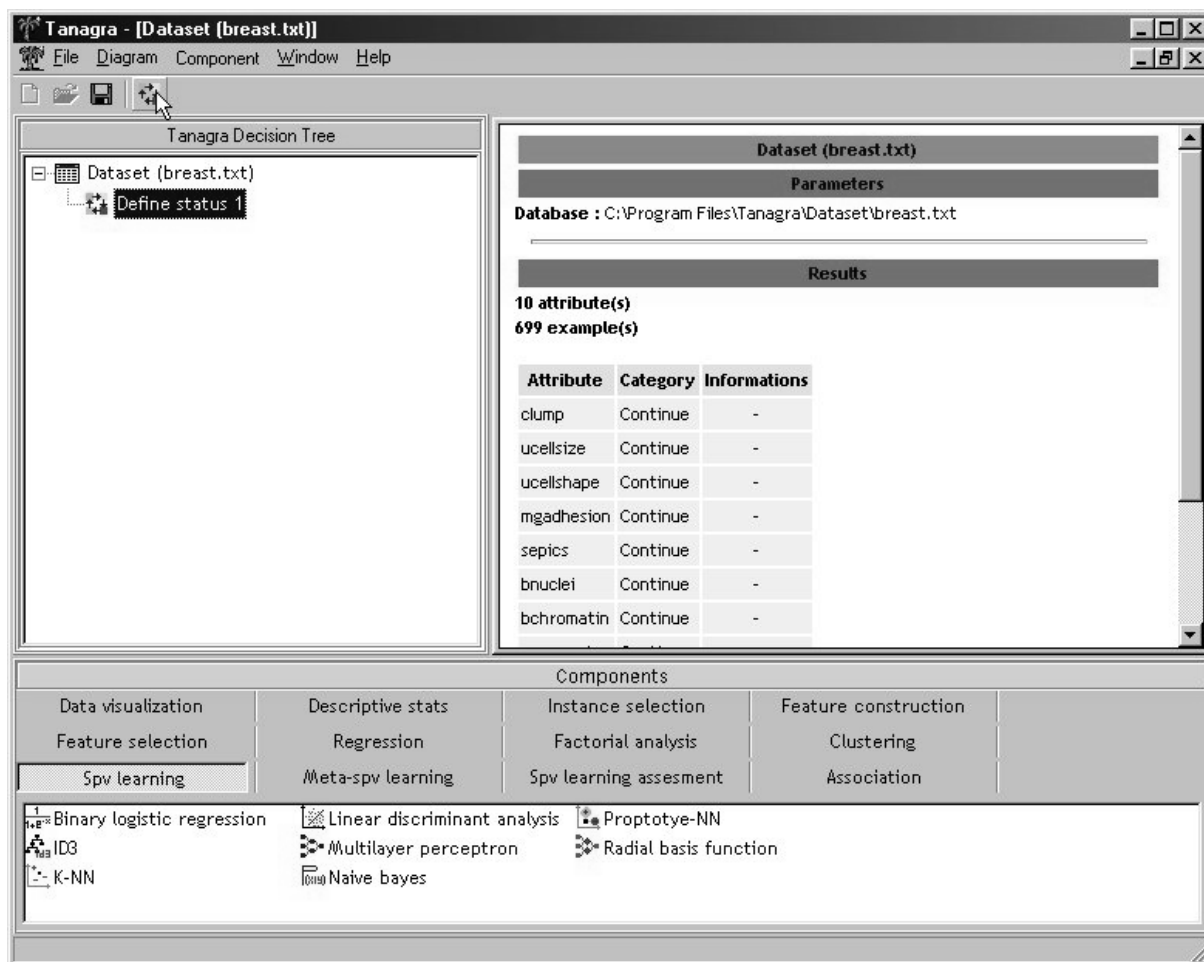 Tanagra - [Dataset (breast.txt)]
File Diagram Component Window Help
Tanagra Decision Tree
Dataset (breast.txt)
Define status 1
Dataset (breast.txt)
Parameters
Database : C:\Program Files\Tanagra\Dataset\breast.txt
Results
10 attribute(s)
699 example(s)
Attribute Category Informations
clump Continue -
ucellsize Continue -
ucellshape Continue -
mgadhesion Continue -
sepics Continue -
bnuclei Continue -
bchromatin Continue -
Components
Data visualization Descriptive stats Instance selection Feature construction
Feature selection Regression Factorial analysis Clustering
Spv learning Meta-spv learning Spv learning assesment Association
Binary logistic regression Linear discriminant analysis Proptotye-NN
ID3 Multilayer perceptron Radial basis function
K-NN Naive bayes